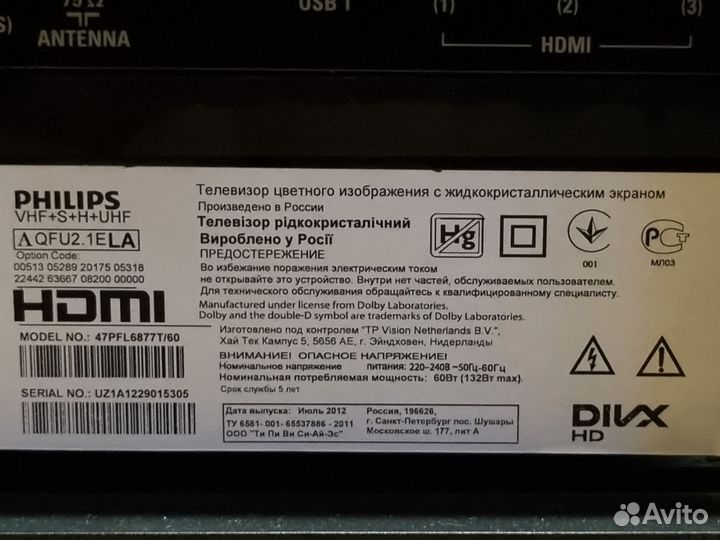 S)
75Ω
ANTENNA
USB 1
(1) (2) (3)
HDMI
PHILIPS
VHF+S+H+UHF
A QFU2.1E LA
Option Code:
00513 05289 20175 05318
22442 63667 08200 00000
HDMI
MODEL NO.: 47PFL6877T/60
SERIAL NO.: UZ1A1229015305
Телевизор цветного изображения с жидкокристаллическим экраном
Произведено в России
Телевізор рідкокристалічний
Вироблено у Росії
ПРЕДОСТЕРЕЖЕНИЕ
Во избежание поражения электрическим током
не открывайте это устройство. Внутри нет частей, обслуживаемых пользователем.
Для технического обслуживания обращайтесь к квалифицированному специалисту.
Manufactured under license from Dolby Laboratories.
Dolby and the double-D symbol are trademarks of Dolby Laboratories.
Изготовлено под контролем "TP Vision Netherlands B.V.",
Хай Тек Кампус 5, 5656 AE, г. Эйндховен, Нидерланды
ВНИМАНИЕ! ОПАСНОЕ НАПРЯЖЕНИЕ!
Номинальное напряжение питания: 220-240В ~50Гц-60Гц
Номинальная потребляемая мощность: 60Вт (132Вт max).
Срок службы 5 лет
Дата выпуска: Июль 2012
ТУ 6581- 001- 65537886 - 2011
ООО "Ти Пи Ви Си-Ай-Эс"
Россия, 196626,
г. Санкт-Петербург пос. Шушары
Московское ш. 177, лит А
Hg
001
РСТ
МЛ03
DIVX
HD
Avito